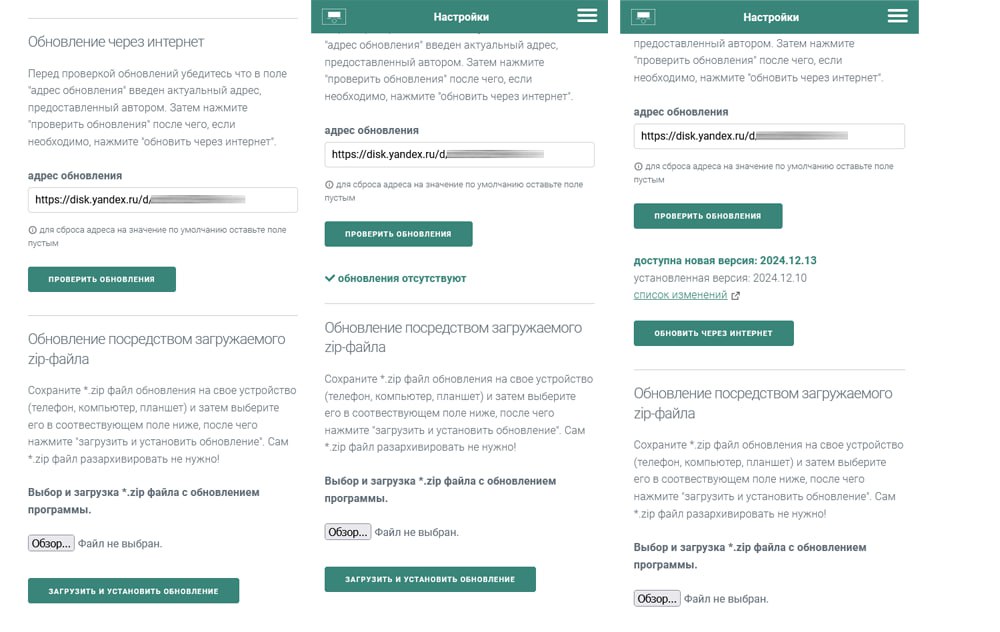 Обновление через интернет
Перед проверкой обновлений убедитесь что в поле
"адрес обновления" введен актуальный адрес,
предоставленный автором. Затем нажмите
"проверить обновления" после чего, если
необходимо, нажмите "обновить через интернет".
адрес обновления
https://disk.yandex.ru/d
для сброса адреса на значение по умолчанию оставьте поле
пустым
ПРОВЕРИТЬ ОБНОВЛЕНИЯ
Обновление посредством загружаемого
zip-файла
Сохраните *.zip файл обновления на свое устройство
(телефон, компьютер, планшет) и затем выберите
его в соотвествующем поле ниже, после чего
нажмите "загрузить и установить обновление". Сам
*.zip файл разархивировать не нужно!
Выбор и загрузка *.zip файла с обновлением
программы.
Обзор... Файл не выбран.
ЗАГРУЗИТЬ И УСТАНОВИТЬ ОБНОВЛЕНИЕ
Настройки
"адрес обновления" введен актуальный адрес,
предоставленный автором. Затем нажмите
"проверить обновления" после чего, если
необходимо, нажмите "обновить через интернет".
адрес обновления
https://disk.yandex.ru/d
для сброса адреса на значение по умолчанию оставьте поле
пустым
ПРОВЕРИТЬ ОБНОВЛЕНИЯ
обновления отсутствуют
Обновление посредством загружаемого
zip-файла
Сохраните *.zip файл обновления на свое устройство
(телефон, компьютер, планшет) и затем выберите
его в соотвествующем поле ниже, после чего
нажмите "загрузить и установить обновление". Сам
*.zip файл разархивировать не нужно!
Выбор и загрузка *.zip файла с обновлением
программы.
Обзор... Файл не выбран.
ЗАГРУЗИТЬ И УСТАНОВИТЬ ОБНОВЛЕНИЕ
Настройки
предоставленный автором. Затем нажмите
"проверить обновления" после чего, если
необходимо, нажмите "обновить через интернет".
адрес обновления
https://disk.yandex.ru/d
для сброса адреса на значение по умолчанию оставьте поле
пустым
ПРОВЕРИТЬ ОБНОВЛЕНИЯ
доступна новая версия: 2024.12.13
установленная версия: 2024.12.10
список изменений
ОБНОВИТЬ ЧЕРЕЗ ИНТЕРНЕТ
Обновление посредством загружаемого
zip-файла
Сохраните *.zip файл обновления на свое устройство
(телефон, компьютер, планшет) и затем выберите
его в соотвествующем поле ниже, после чего
нажмите "загрузить и установить обновление". Сам
*.zip файл разархивировать не нужно!
Выбор и загрузка *.zip файла с обновлением
программы.
Обзор... Файл не выбран.